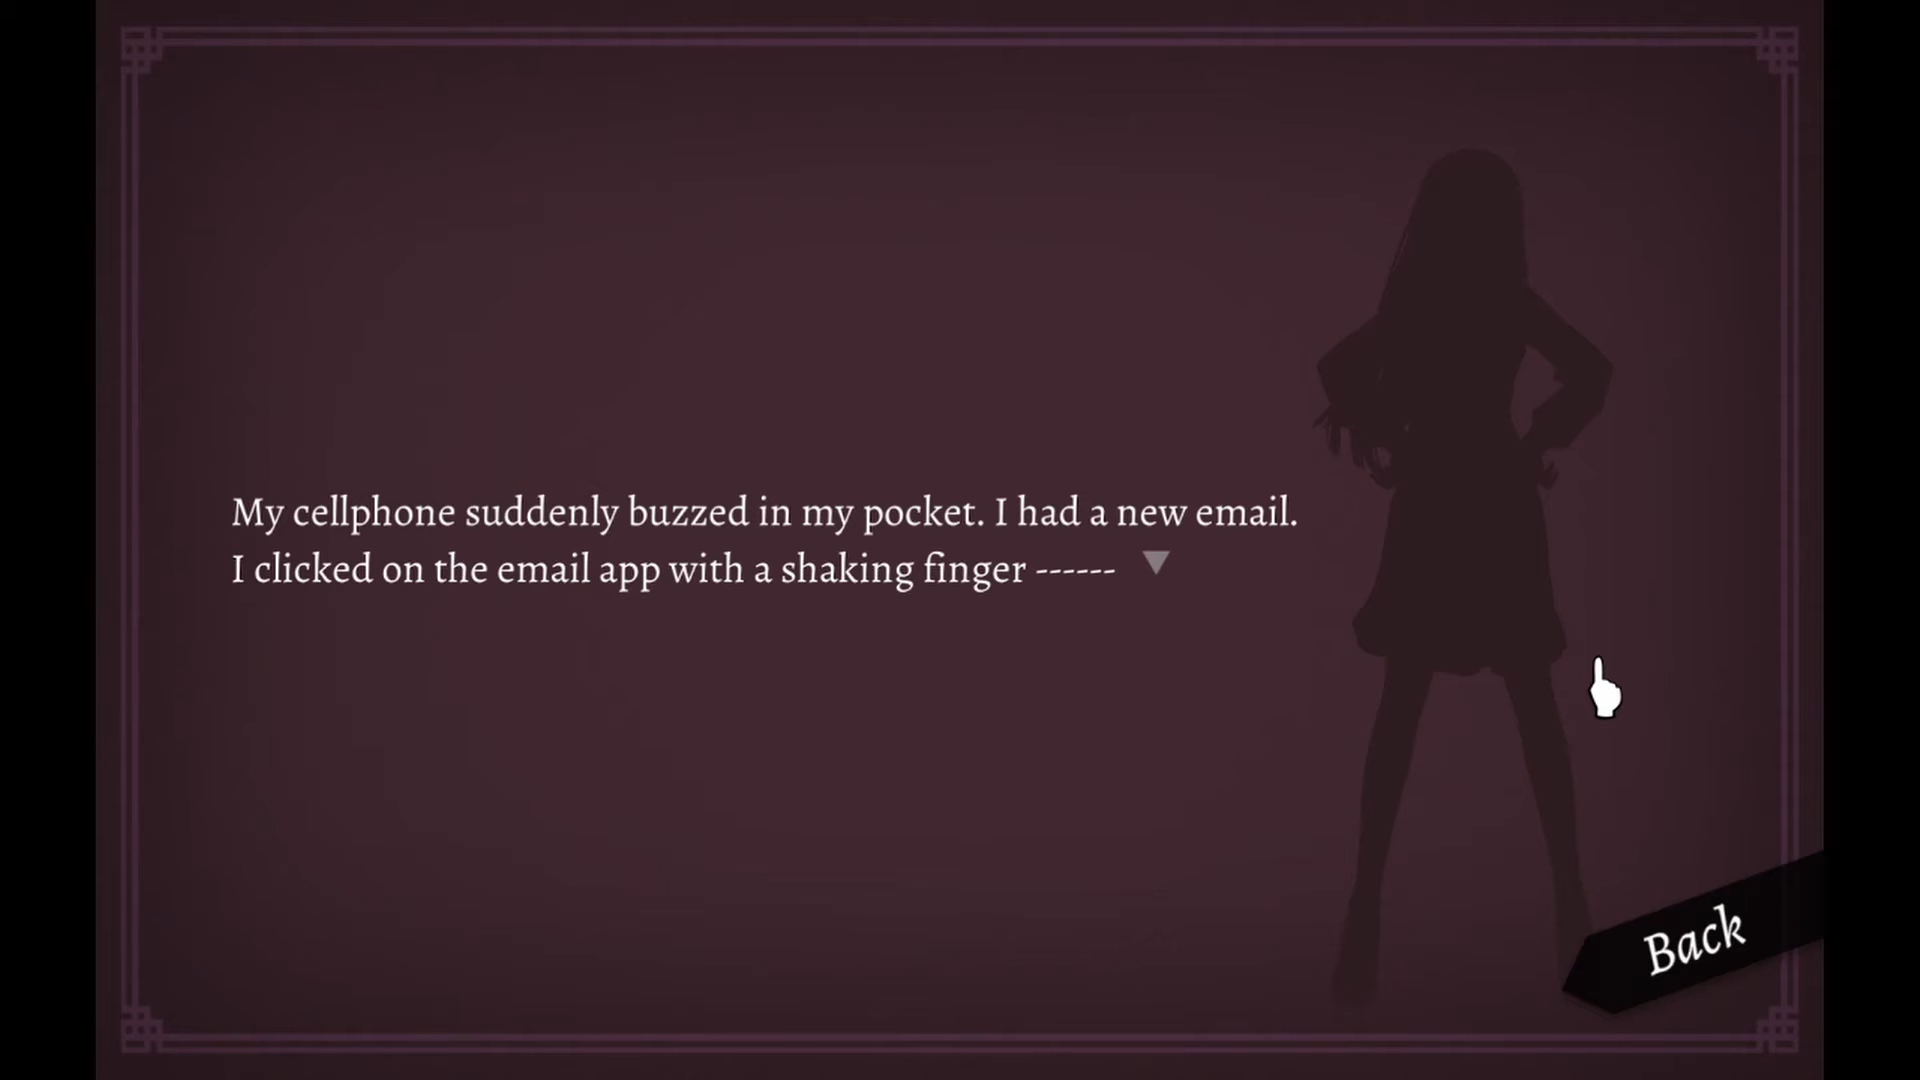 My cellphone suddenly buzzed in my pocket. I had a new email.
I clicked on the email app with a shaking finger ------
Back